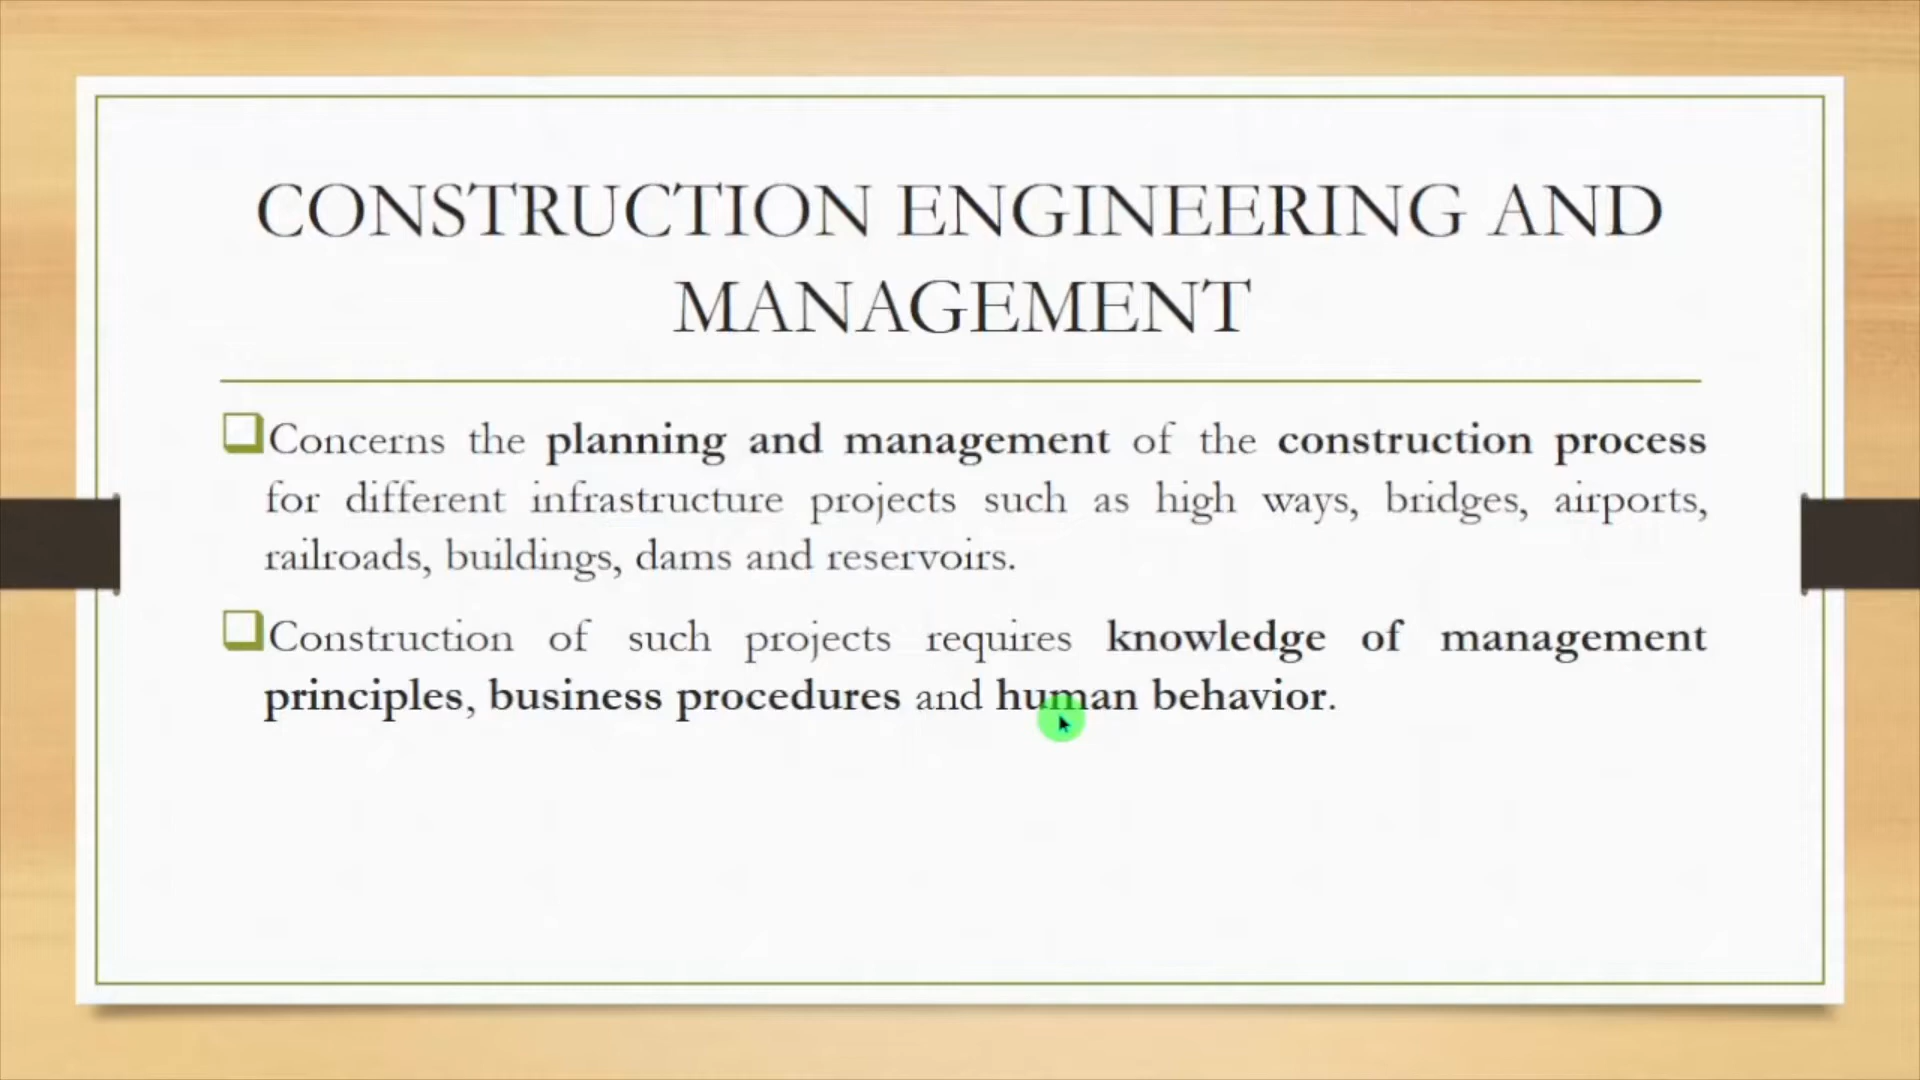 CONSTRUCTION ENGINEERING AND
MANAGEMENT
Concerns the planning and management of the construction process
for different infrastructure projects such as high ways, bridges, airports,
railroads, buildings, dams and reservoirs.
Construction of such projects requires knowledge of management
principles, business procedures and human behavior.